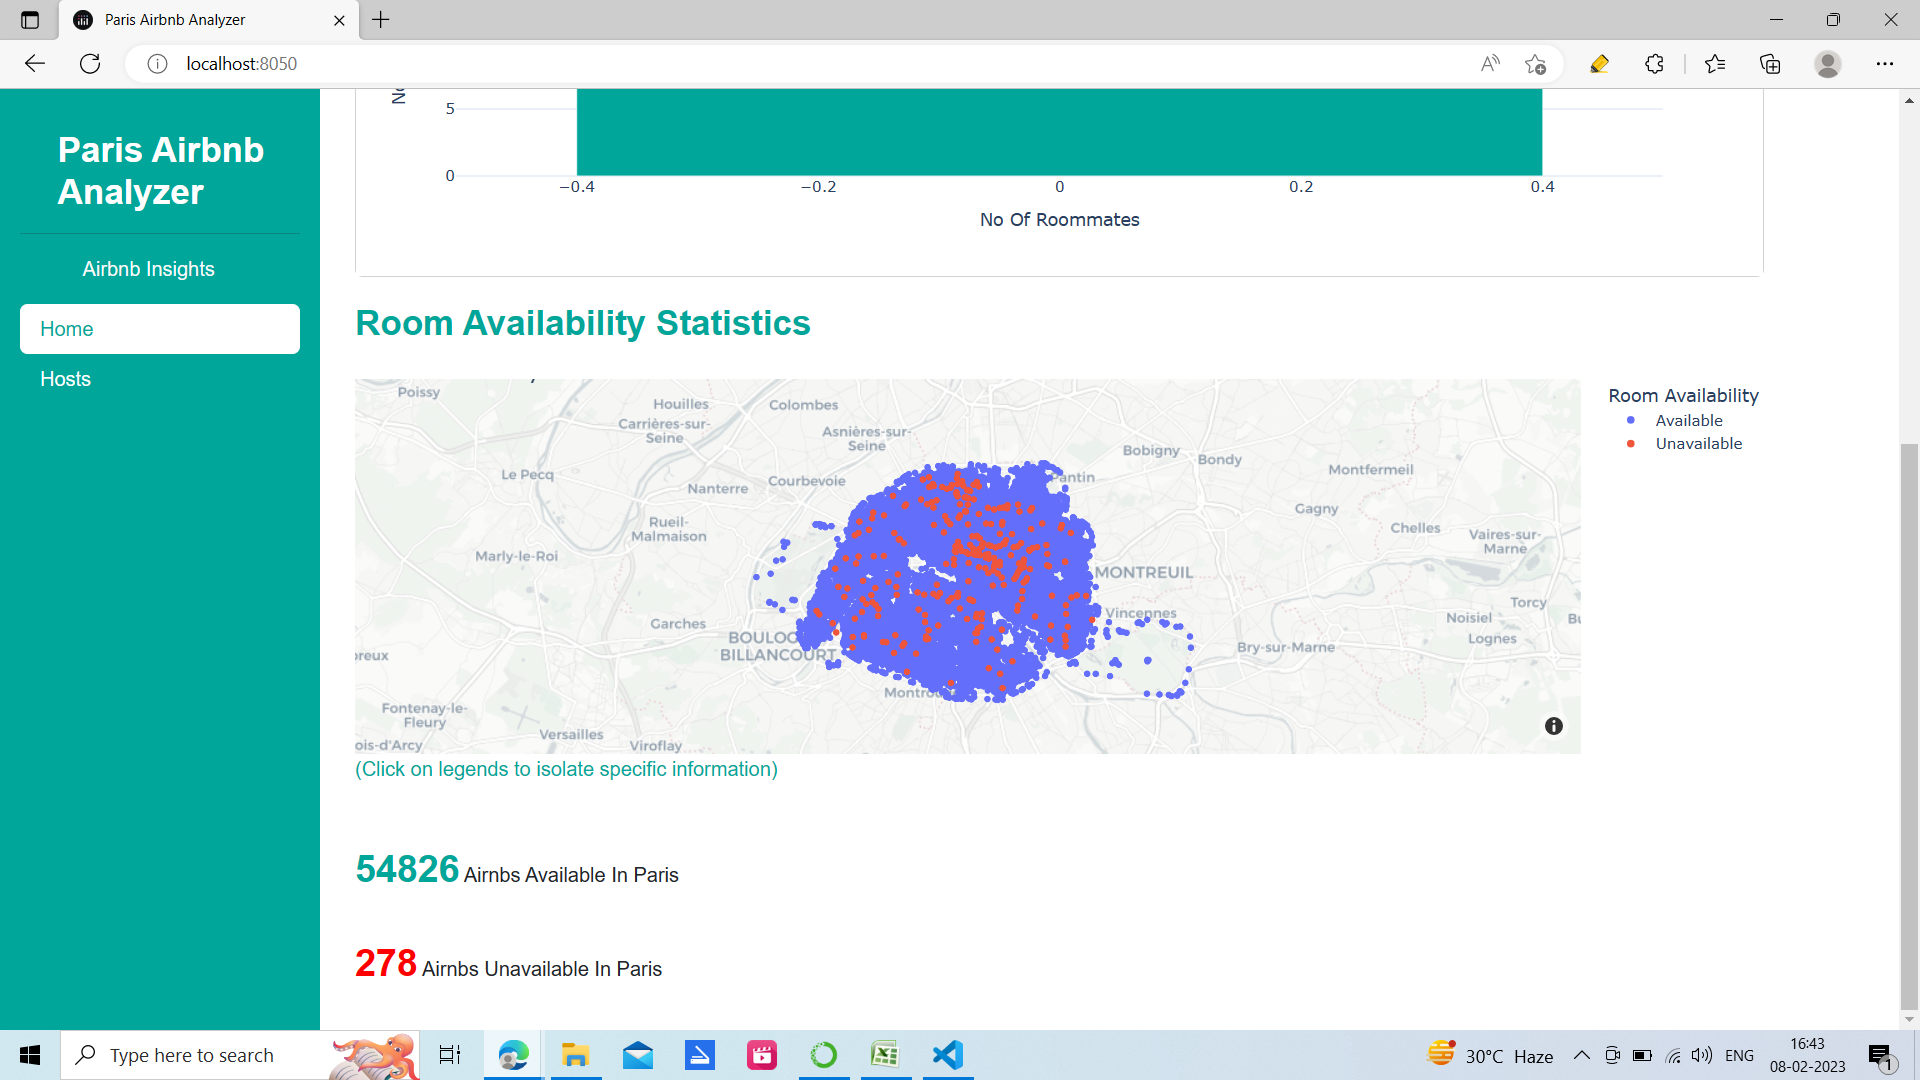 Paris Airbnb Analyzer
localhost:8050
Paris Airbnb
Analyzer
Airbnb Insights
Home
Hosts
5
0
−0.4
−0.2
0
0.2
0.4
No Of Roommates
Room Availability Statistics
Poissy
Houilles
Colombes
Carrières-sur-
Seine
Asnières-sur-
Seine
Bobigny
Bondy
Montfermeil
Le Pecq
Nanterre
Courbevoie
Pantin
Gagny
Chelles
Vaires-sur-
Marne
Rueil-
Malmaison
Marly-le-Roi
MONTREUIL
Vincennes
Torcy
Noisiel
Lognes
Garches
BOULOG
BILLANCOURT
Bry-sur-Marne
reux
Montrou
Fontenay-le-
Fleury
Versailles
Viroflay
ois-d'Arcy
Bu
Room Availability
Available
Unavailable
(Click on legends to isolate specific information)
54826 Airnbs Available In Paris
278 Airnbs Unavailable In Paris
Type here to search
30°C Haze
ENG
16:43
08-02-2023
1